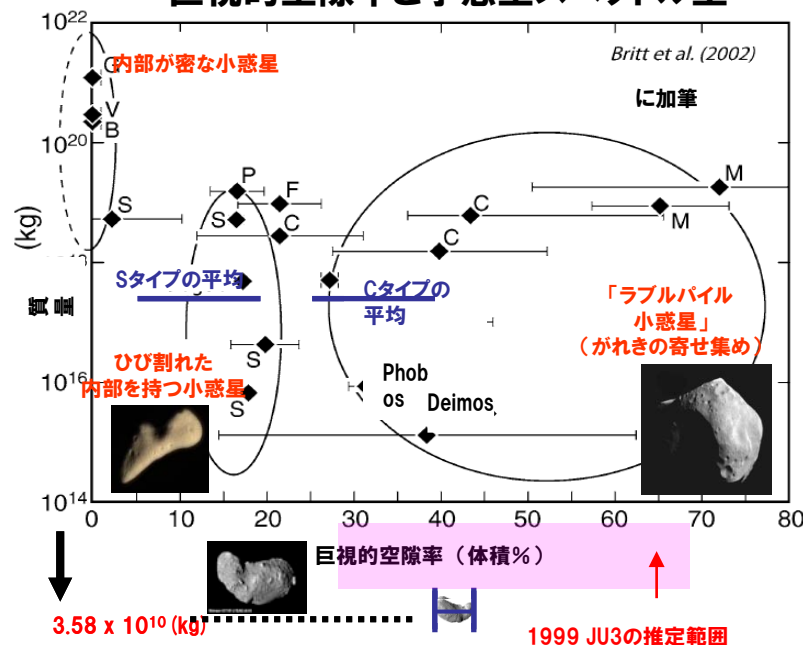 10²²
内部が密な小惑星
Britt et al. (2002)
に加筆
G
V
B
10²⁰
P
F
S
S
C
C
C
M
M
(kg)
質量
Sタイプの平均
Cタイプの
平均
「ラブルパイル
小惑星」
(がれきの寄せ集め)
ひび割れた
内部を持つ小惑星
S
S
10¹⁶
Phob
os
Deimos
10¹⁴
0
10
20
30
40
50
60
70
80
巨視的空隙率(体積%)
3.58 x 10¹⁰ (kg)
1999 JU3の推定範囲